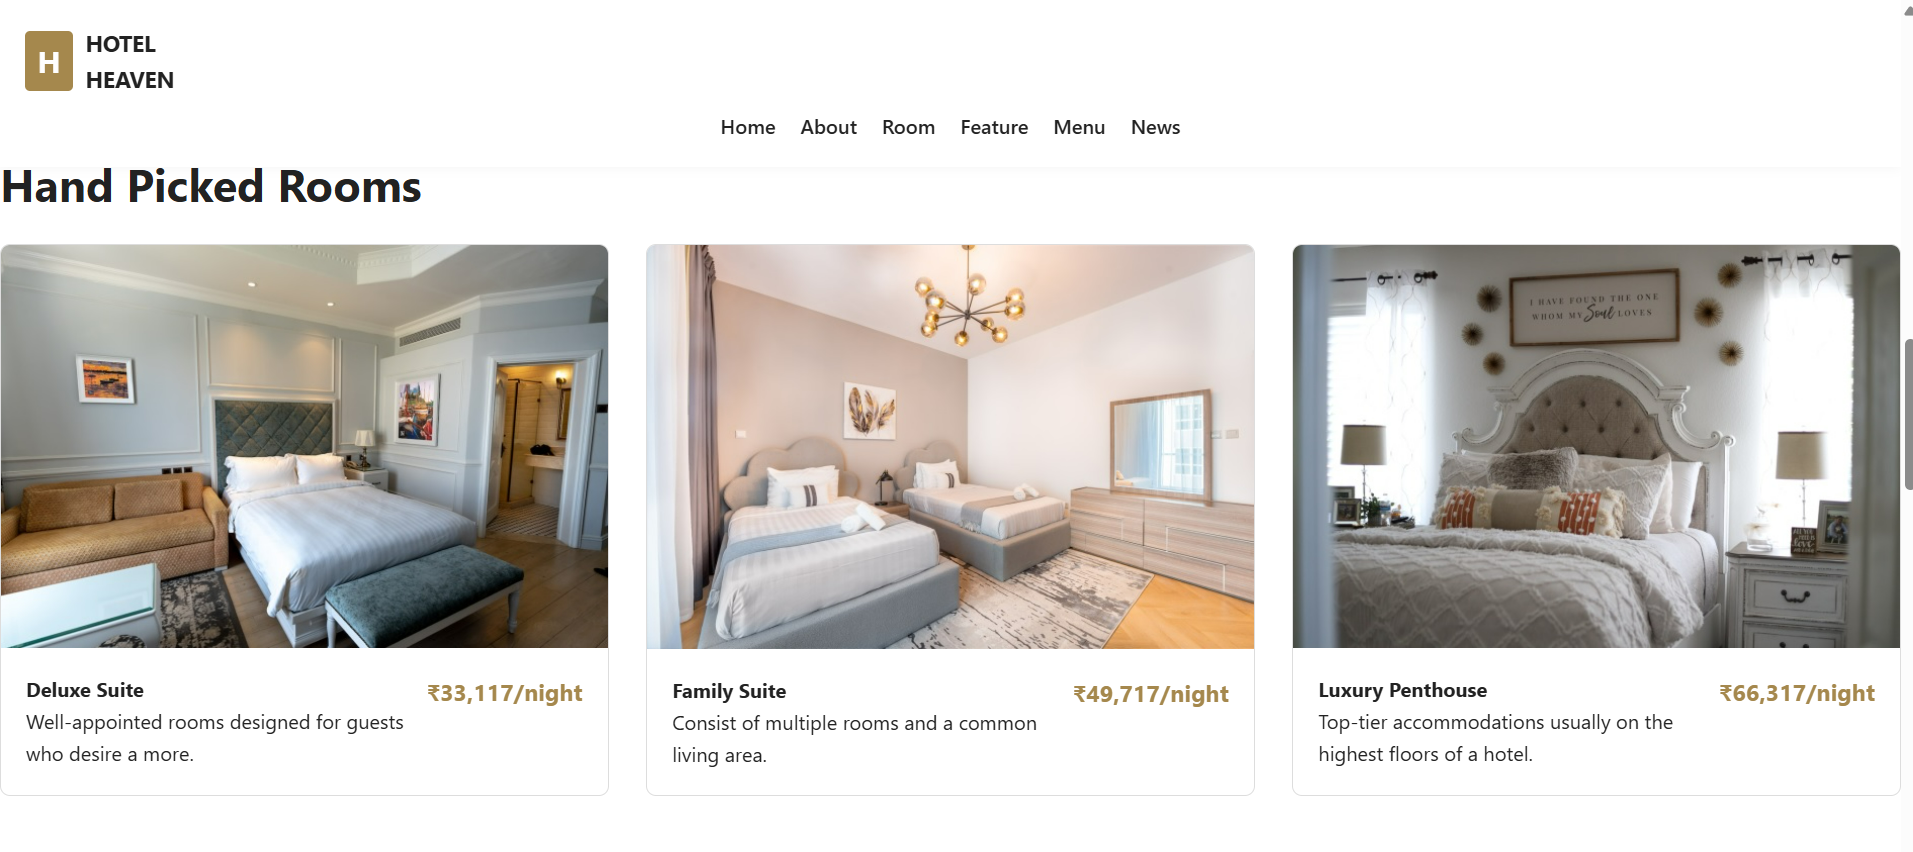 H
HOTEL
HEAVEN
Home About Room Feature Menu News
Hand Picked Rooms
I HAVE FOUND THE ONE
WHOM MY Soul LOVES
Deluxe Suite
₹33,117/night
Well-appointed rooms designed for guests
who desire a more.
Family Suite
₹49,717/night
Consist of multiple rooms and a common
living area.
Luxury Penthouse
₹66,317/night
Top-tier accommodations usually on the
highest floors of a hotel.